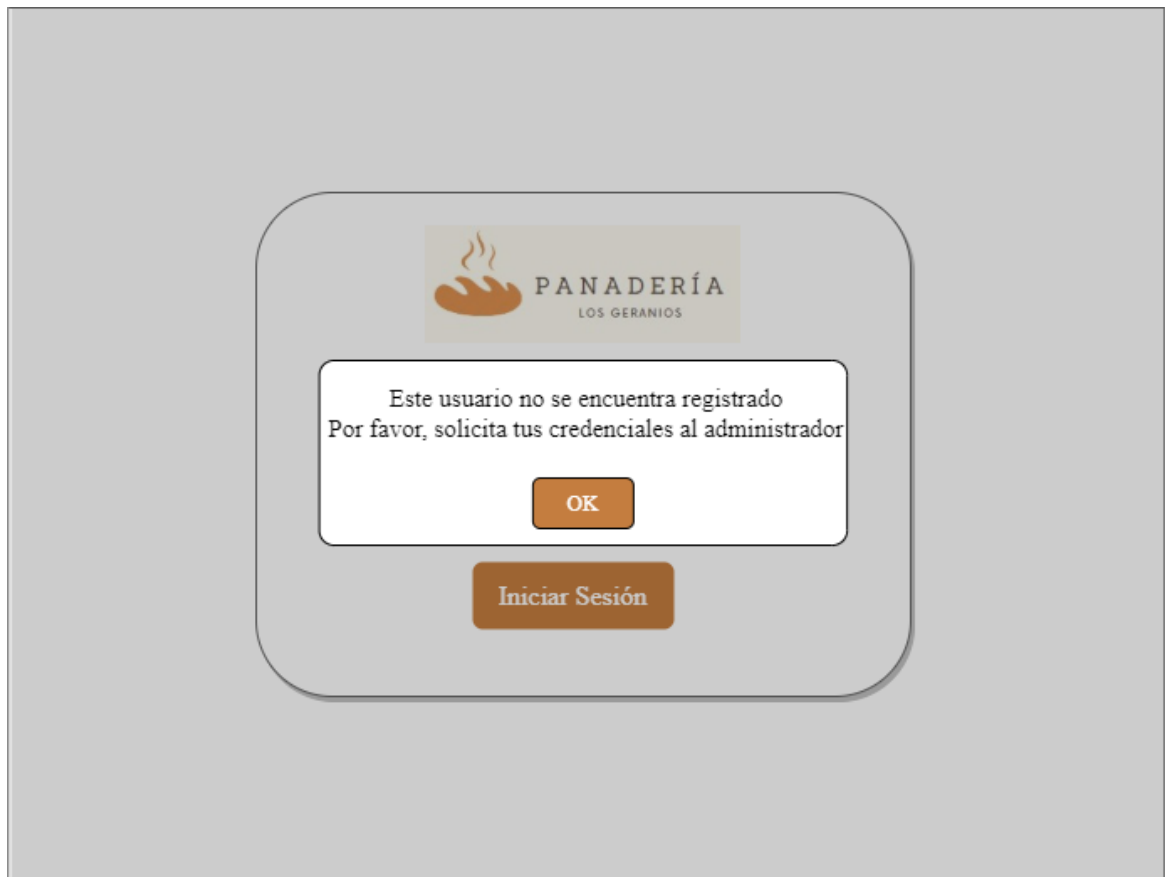 PANADERÍA
LOS GERANIOS
Este usuario no se encuentra registrado
Por favor, solicita tus credenciales al administrador
OK
Iniciar Sesión